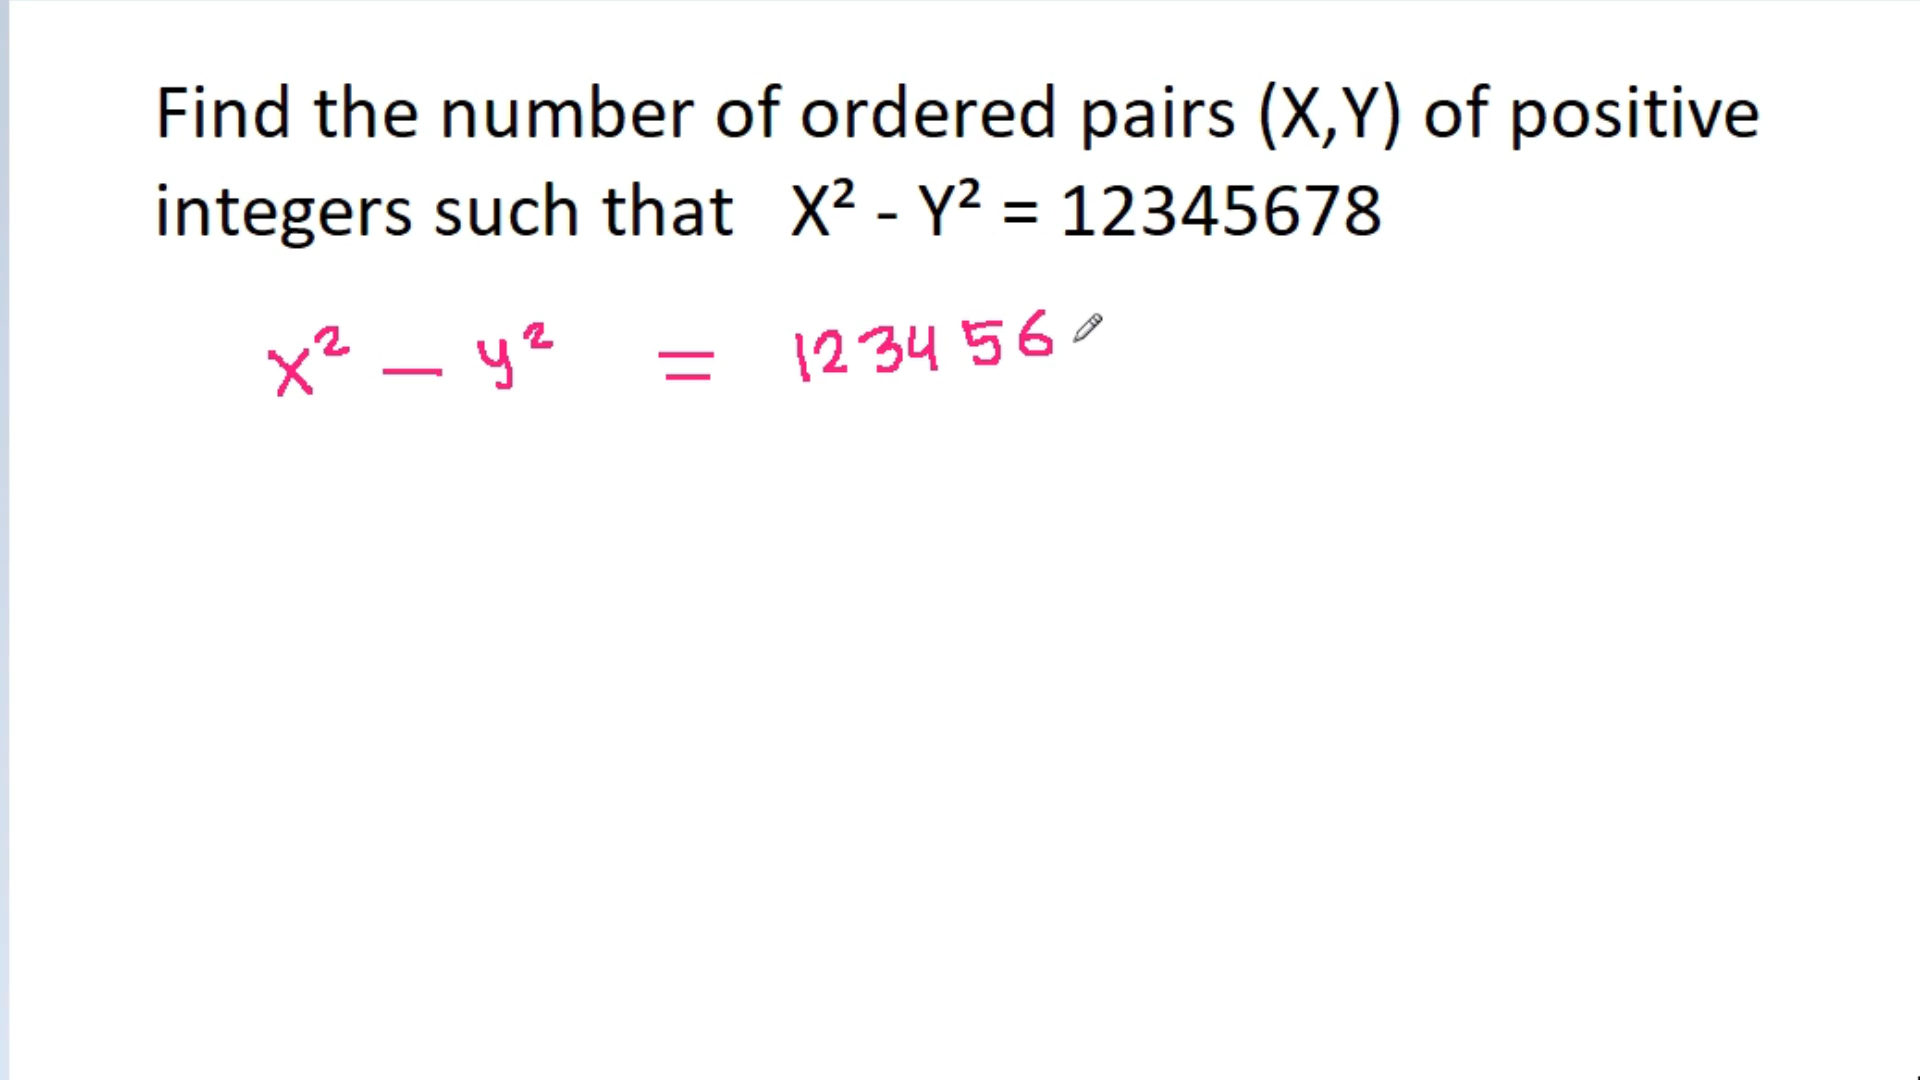 Find the number of ordered pairs (X,Y) of positive
integers such that X² - Y² = 12345678
x² - y² = 123456